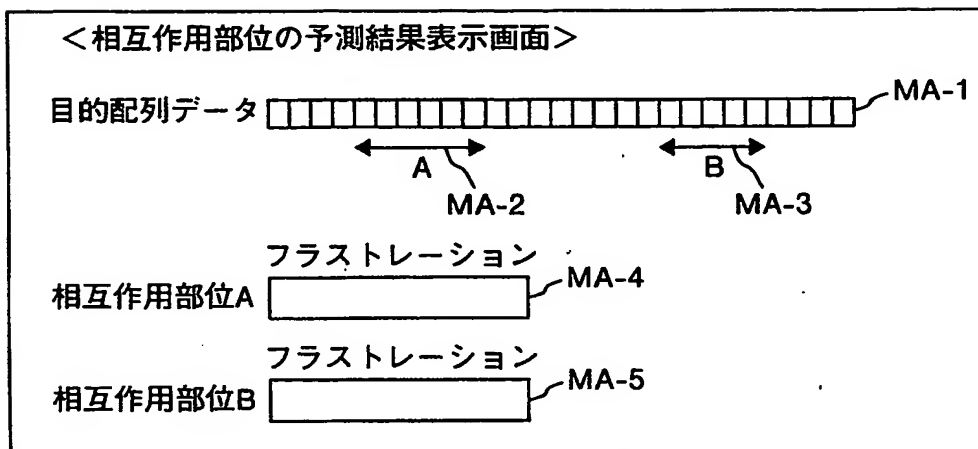 ＜相互作用部位の予測結果表示画面＞
目的配列データ MA-1
A B
MA-2 MA-3
フラストレーション
相互作用部位A MA-4
フラストレーション
相互作用部位B MA-5